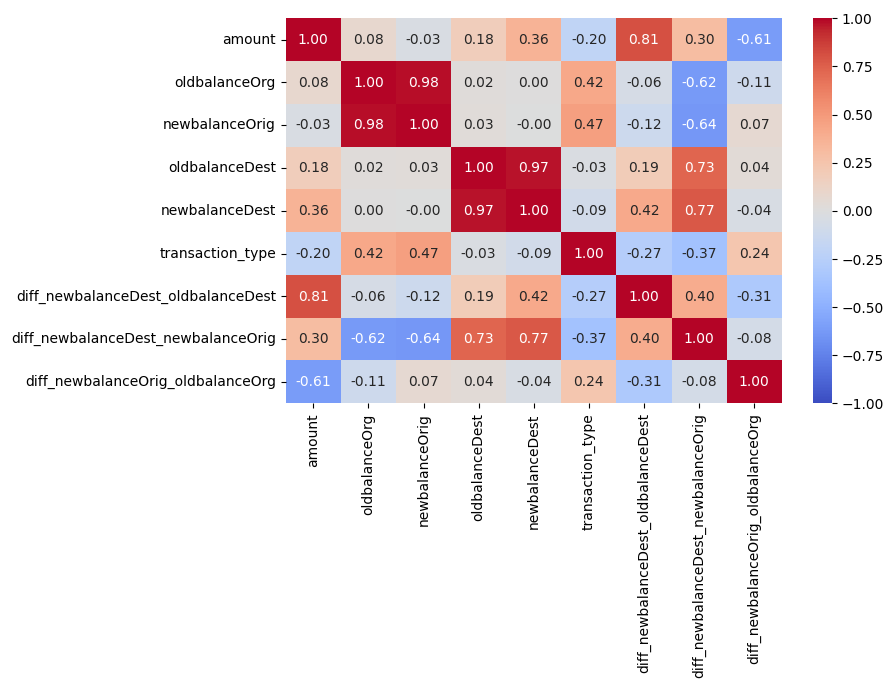 amount 1.00 0.08 -0.03 0.18 0.36 -0.20 0.81 0.30 -0.61
oldbalanceOrg 0.08 1.00 0.98 0.02 0.00 0.42 -0.06 -0.62 -0.11
newbalanceOrig -0.03 0.98 1.00 0.03 -0.00 0.47 -0.12 -0.64 0.07
oldbalanceDest 0.18 0.02 0.03 1.00 0.97 -0.03 0.19 0.73 0.04
newbalanceDest 0.36 0.00 -0.00 0.97 1.00 -0.09 0.42 0.77 -0.04
transaction_type -0.20 0.42 0.47 -0.03 -0.09 1.00 -0.27 -0.37 0.24
diff_newbalanceDest_oldbalanceDest 0.81 -0.06 -0.12 0.19 0.42 -0.27 1.00 0.40 -0.31
diff_newbalanceDest_newbalanceOrig 0.30 -0.62 -0.64 0.73 0.77 -0.37 0.40 1.00 -0.08
diff_newbalanceOrig_oldbalanceOrg -0.61 -0.11 0.07 0.04 -0.04 0.24 -0.31 -0.08 1.00
amount
oldbalanceOrg
newbalanceOrig
oldbalanceDest
newbalanceDest
transaction_type
diff_newbalanceDest_oldbalanceDest
diff_newbalanceDest_newbalanceOrig
diff_newbalanceOrig_oldbalanceOrg
1.00
0.75
0.50
0.25
0.00
−0.25
−0.50
−0.75
−1.00